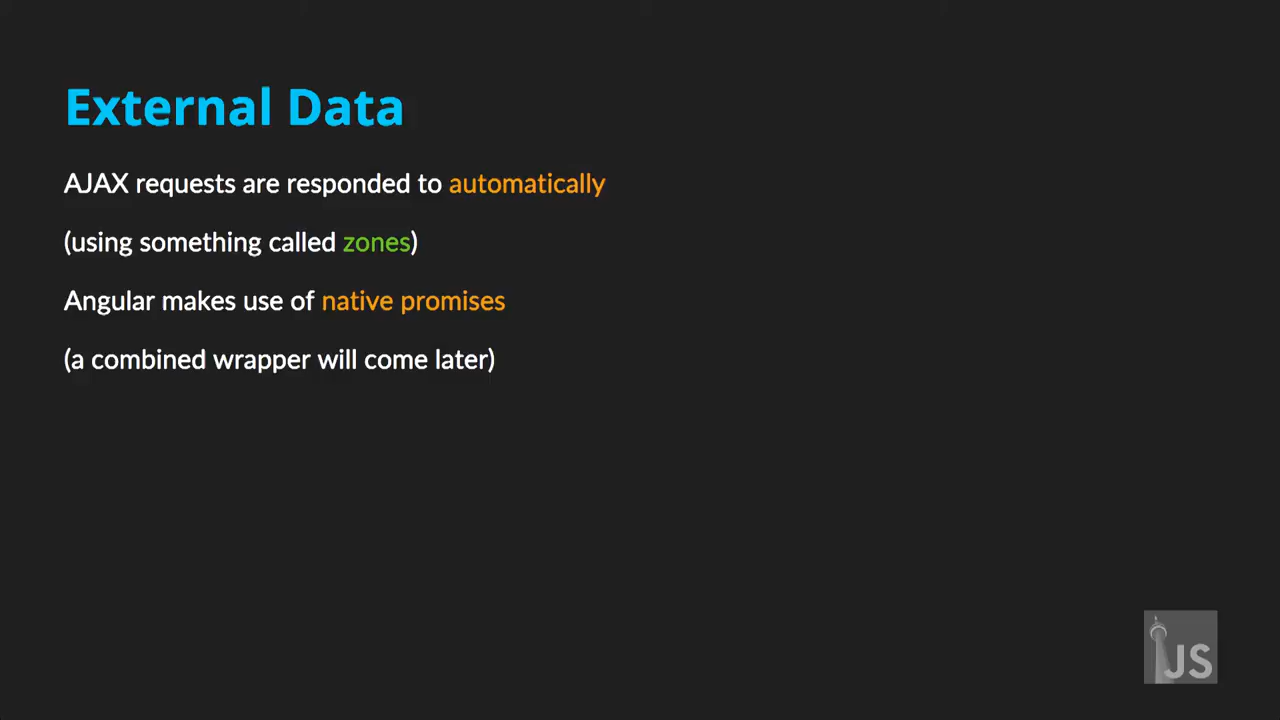 External Data
AJAX requests are responded to automatically
(using something called zones)
Angular makes use of native promises
(a combined wrapper will come later)
JS